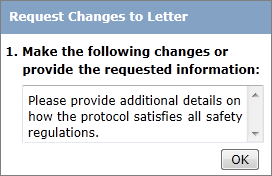 Request Changes to Letter
1. Make the following changes or
provide the requested information:
Please provide additional details on
how the protocol satisfies all safety
regulations.
OK